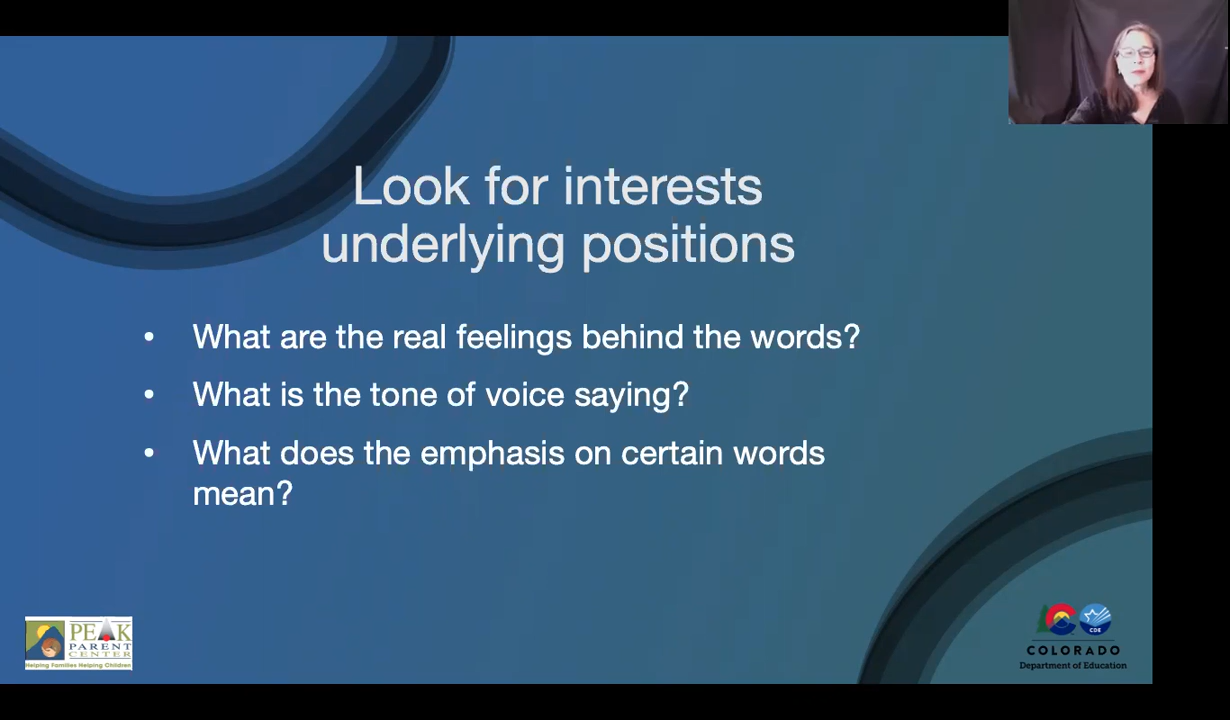 Look for interests
underlying positions
• What are the real feelings behind the words?
• What is the tone of voice saying?
• What does the emphasis on certain words
mean?
PEAK
PARENT
CENTER
Helping Families Helping Children
CDE
COLORADO
Department of Education